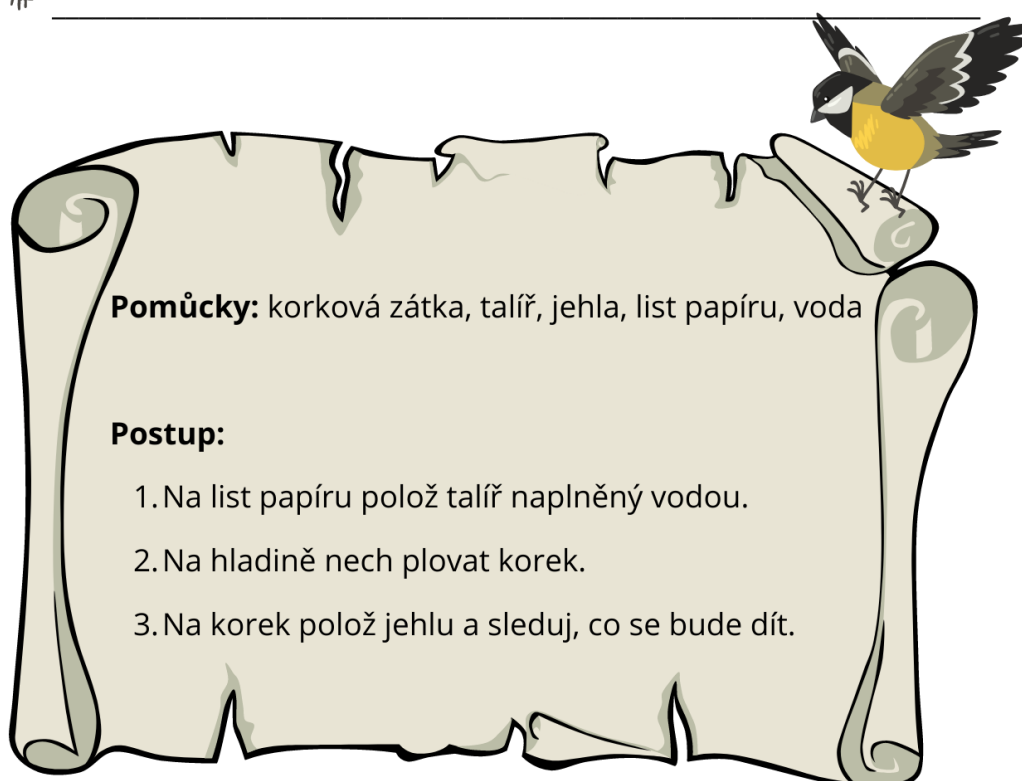 Pomůcky: korková zátka, talíř, jehla, list papíru, voda
Postup:
1. Na list papíru polož talíř naplněný vodou.
2. Na hladině nech plovat korek.
3. Na korek polož jehlu a sleduj, co se bude dít.